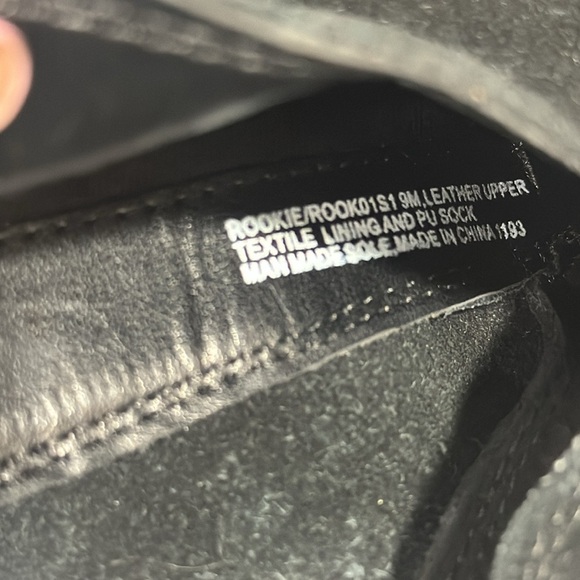 ROOKIE/ROOK01S1 9M,LEATHER UPPER
TEXTILE LINING AND PU SOCK
MAN MADE SOLE,MADE IN CHINA 1193